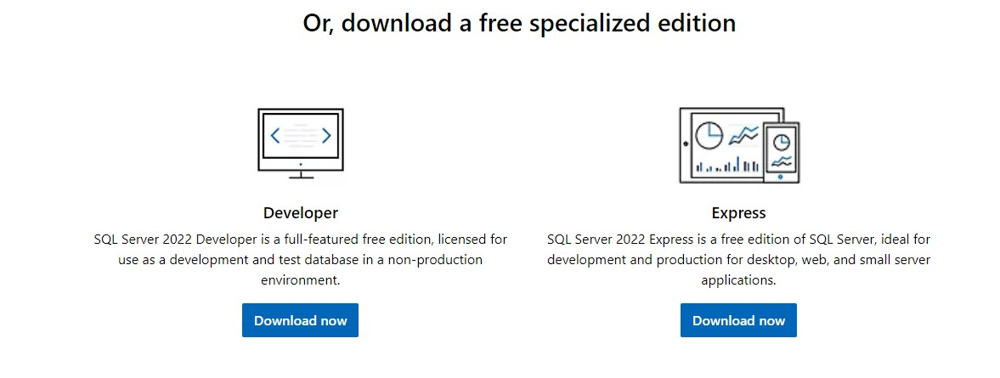 Or, download a free specialized edition
Developer
SQL Server 2022 Developer is a full-featured free edition, licensed for
use as a development and test database in a non-production
environment.
Download now
Express
SQL Server 2022 Express is a free edition of SQL Server, ideal for
development and production for desktop, web, and small server
applications.
Download now